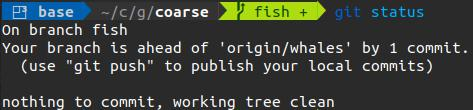 base ~/c/g/coarse fish + git status
On branch fish
Your branch is ahead of 'origin/whales' by 1 commit.
  (use "git push" to publish your local commits)
nothing to commit, working tree clean